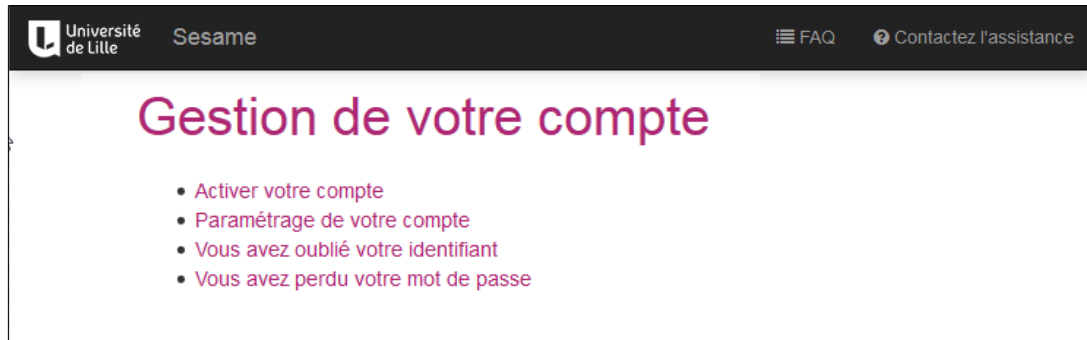 Université
de Lille
Sesame
FAQ
Contactez l'assistance
Gestion de votre compte
Activer votre compte
Paramétrage de votre compte
Vous avez oublié votre identifiant
Vous avez perdu votre mot de passe